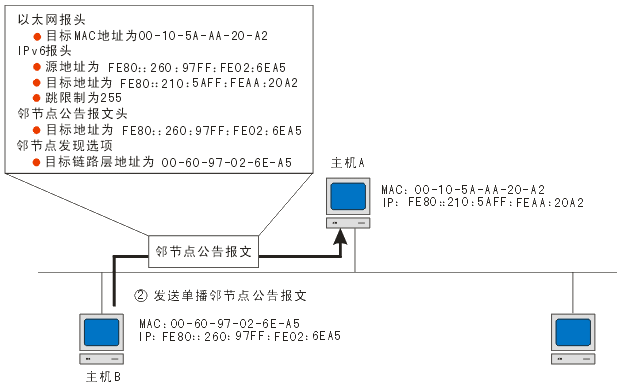 以太网报头
目标MAC地址为00-10-5A-AA-20-A2
IPv6报头
源地址为 FE80::260:97FF:FE02:6EA5
目标地址为 FE80::210:5AFF:FEAA:20A2
跳限制为255
邻节点公告报文头
目标地址为 FE80::260:97FF:FE02:6EA5
邻节点发现选项
目标链路层地址为 00-60-97-02-6E-A5
主机A
MAC: 00-10-5A-AA-20-A2
IP: FE80::210:5AFF:FEAA:20A2
邻节点公告报文
② 发送单播邻节点公告报文
MAC: 00-60-97-02-6E-A5
IP: FE80::260:97FF:FE02:6EA5
主机B